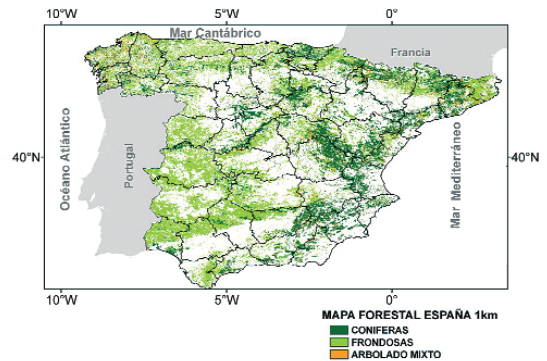 10°W 5°W 0°
Mar Cantábrico
Francia
Océano Atlántico
Portugal
Mar Mediterráneo
40°N 40°N
10°W 5°W 0°
MAPA FORESTAL ESPAÑA 1km
CONIFERAS
FRONDOSAS
ARBOLADO MIXTO